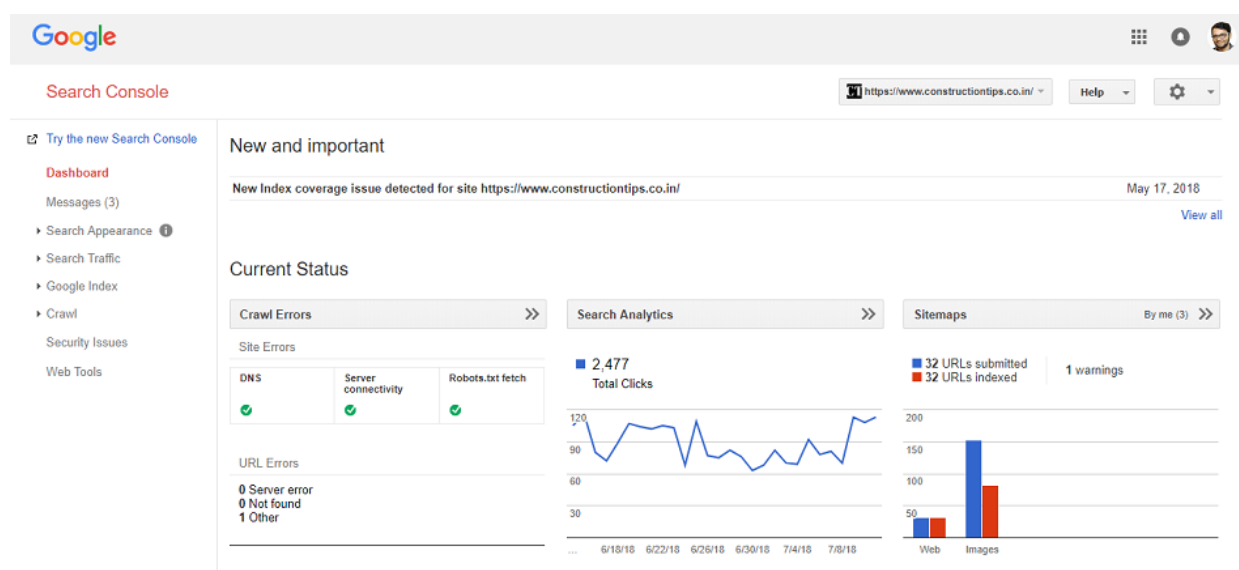 Google
Search Console
https://www.constructiontips.co.in/
Help
Try the new Search Console
Dashboard
Messages (3)
Search Appearance
Search Traffic
Google Index
Crawl
Security Issues
Web Tools
New and important
New Index coverage issue detected for site https://www.constructiontips.co.in/ May 17, 2018
View all
Current Status
Crawl Errors
Site Errors
DNS Server connectivity Robots.txt fetch
URL Errors
0 Server error
0 Not found
1 Other
Search Analytics
2,477
Total Clicks
120
90
60
30
... 6/18/18 6/22/18 6/26/18 6/30/18 7/4/18 7/8/18
Sitemaps By me (3)
32 URLs submitted
32 URLs indexed
1 warnings
200
150
100
50
Web Images